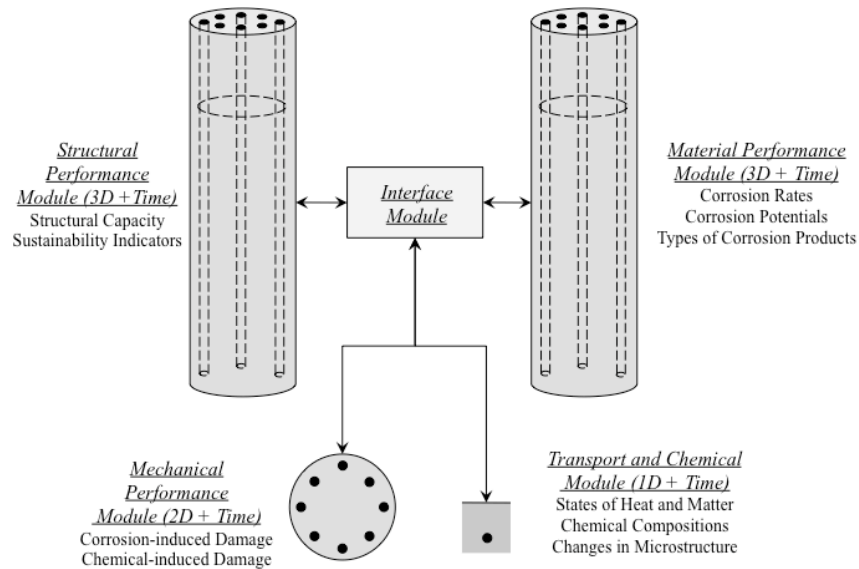 Structural
Performance
Module (3D +Time)
Structural Capacity
Sustainability Indicators
Interface
Module
Material Performance
Module (3D + Time)
Corrosion Rates
Corrosion Potentials
Types of Corrosion Products
Mechanical
Performance
Module (2D + Time)
Corrosion-induced Damage
Chemical-induced Damage
Transport and Chemical
Module (1D + Time)
States of Heat and Matter
Chemical Compositions
Changes in Microstructure